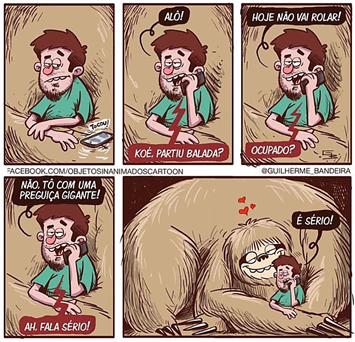 TOCOU!
ALÔ!
KOÉ. PARTIU BALADA?
HOJE NÃO VAI ROLAR!
OCUPADO?
FACEBOOK.COM/OBJETOSINANIMADOSCARTOON
@GUILHERME_BANDEIRA
NÃO. TÔ COM UMA
PREGUIÇA GIGANTE!
AH, FALA SÉRIO!
É SÉRIO!